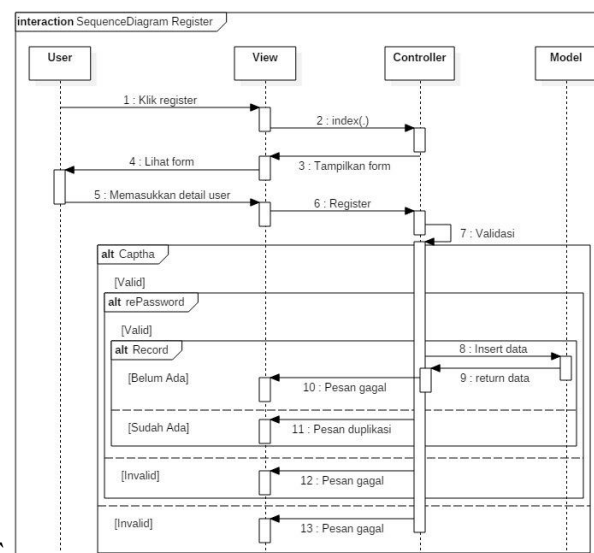 interaction SequenceDiagram Register
User
View
Controller
Model
1 : Klik register
2 : index(.)
3 : Tampilkan form
4 : Lihat form
5 : Memasukkan detail user
6 : Register
7 : Validasi
alt Captha
[Valid]
alt rePassword
[Valid]
alt Record
8 : Insert data
9 : return data
[Belum Ada]
10 : Pesan gagal
[Sudah Ada]
11 : Pesan duplikasi
[Invalid]
12 : Pesan gagal
[Invalid]
13 : Pesan gagal